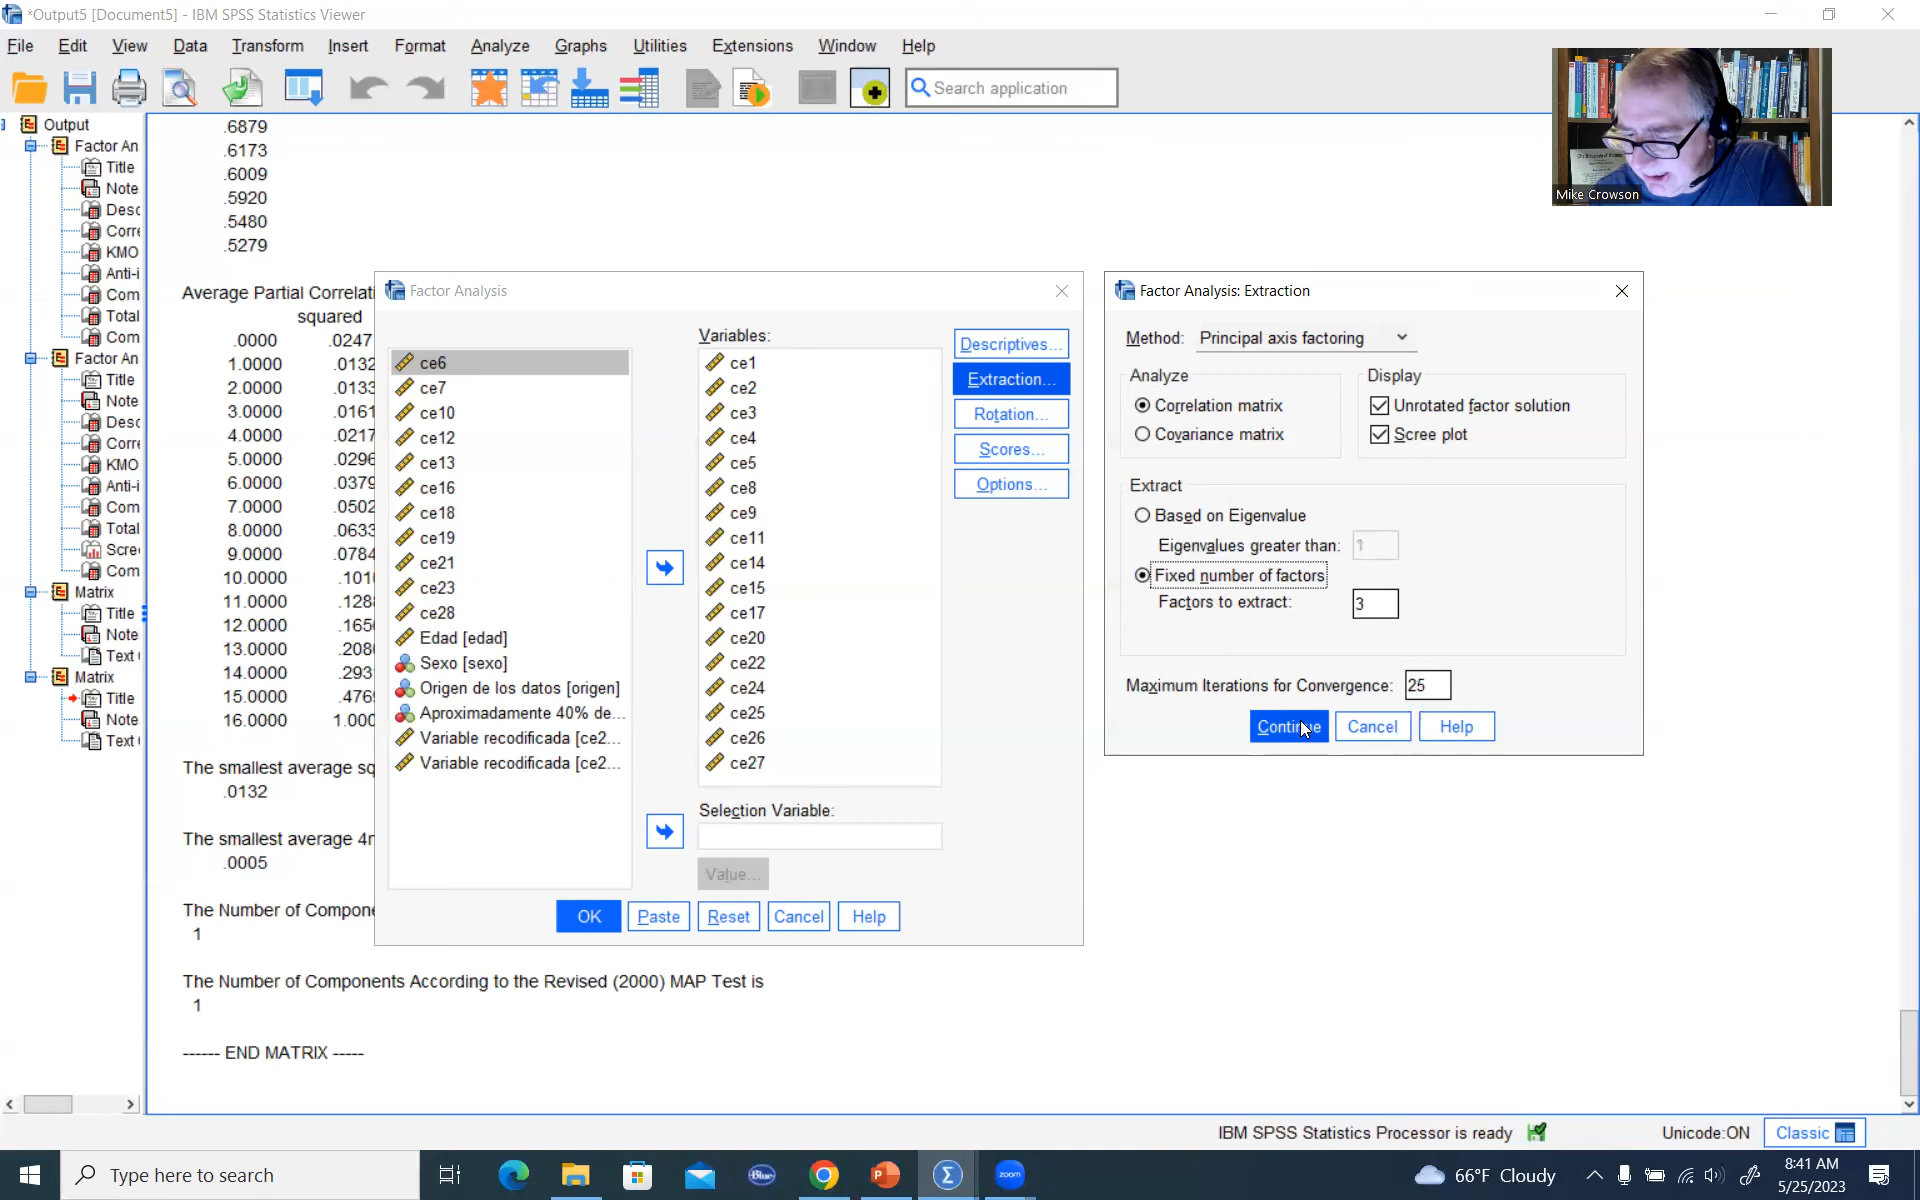 *Output5 [Document5] - IBM SPSS Statistics Viewer
File Edit View Data Transform Insert Format Analyze Graphs Utilities Extensions Window Help
Search application
Mike Crowson
Output
Factor An
Title
Note
Desc
Corre
KMO
Anti-i
Com
Total
Com
Factor An
Title
Note
Desc
Corre
KMO
Anti-i
Com
Total
Scree
Com
Matrix
Title
Note
Text
Matrix
Title
Note
Text
.6879
.6173
.6009
.5920
.5480
.5279
Average Partial Correlati
squared
.0000 .0247
1.0000 .0132
2.0000 .0133
3.0000 .0161
4.0000 .0217
5.0000 .0296
6.0000 .0379
7.0000 .0502
8.0000 .0633
9.0000 .0784
10.0000 .101
11.0000 .128
12.0000 .165
13.0000 .208
14.0000 .293
15.0000 .476
16.0000 1.000
The smallest average sq
.0132
The smallest average 4r
.0005
The Number of Compone
1
The Number of Components According to the Revised (2000) MAP Test is
1
------ END MATRIX -----
Factor Analysis
ce6
ce7
ce10
ce12
ce13
ce16
ce18
ce19
ce21
ce23
ce28
Edad [edad]
Sexo [sexo]
Origen de los datos [origen]
Aproximadamente 40% de...
Variable recodificada [ce2...
Variable recodificada [ce2...
Variables:
ce1
ce2
ce3
ce4
ce5
ce8
ce9
ce11
ce14
ce15
ce17
ce20
ce22
ce24
ce25
ce26
ce27
Selection Variable:
Value...
Descriptives...
Extraction...
Rotation...
Scores...
Options...
OK Paste Reset Cancel Help
Factor Analysis: Extraction
Method: Principal axis factoring
Analyze
Correlation matrix
Covariance matrix
Display
Unrotated factor solution
Scree plot
Extract
Based on Eigenvalue
Eigenvalues greater than: 1
Fixed number of factors
Factors to extract: 3
Maximum Iterations for Convergence: 25
Continue Cancel Help
IBM SPSS Statistics Processor is ready Unicode:ON Classic
Type here to search
Blue
zoom
66°F Cloudy
8:41 AM
5/25/2023